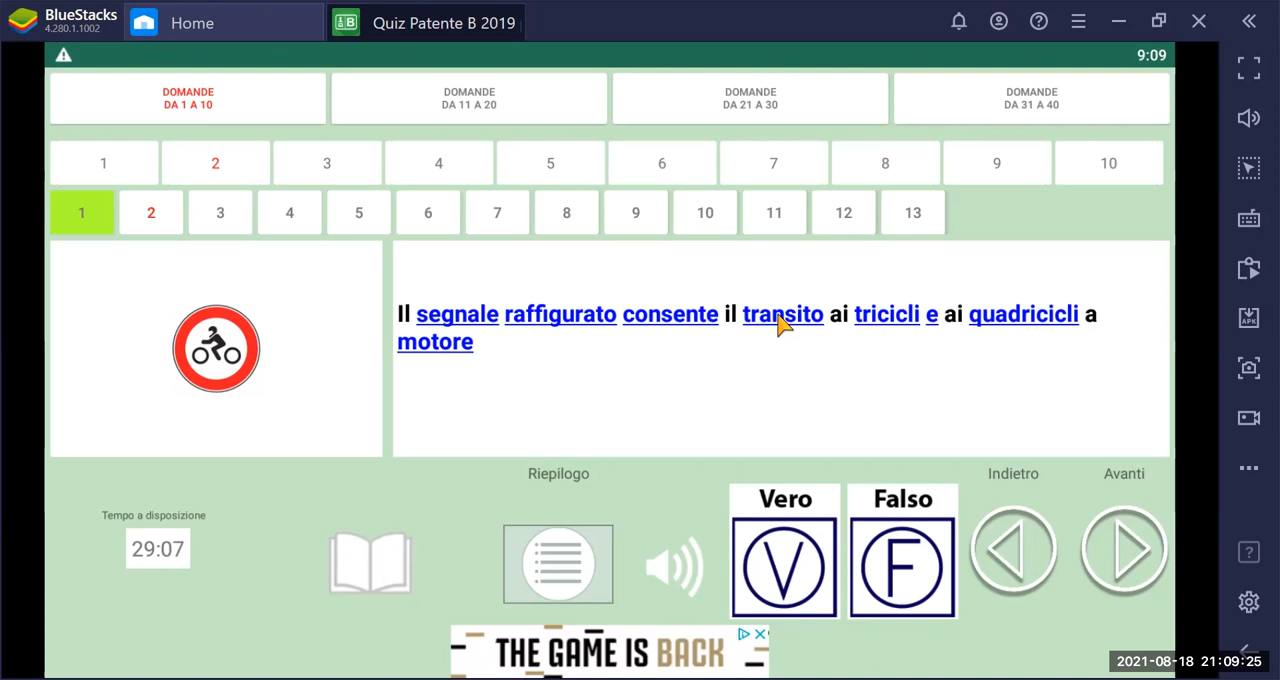 BlueStacks
4.280.1.1002
Home
Quiz Patente B 2019
9:09
DOMANDE
DA 1 A 10
DOMANDE
DA 11 A 20
DOMANDE
DA 21 A 30
DOMANDE
DA 31 A 40
1 2 3 4 5 6 7 8 9 10
1 2 3 4 5 6 7 8 9 10 11 12 13
Il segnale raffigurato consente il transito ai tricicli e ai quadricicli a
motore
Riepilogo
Indietro
Avanti
Vero
Falso
Tempo a disposizione
29:07
V
F
THE GAME IS BACK
APK
2021-08-18 21:09:25